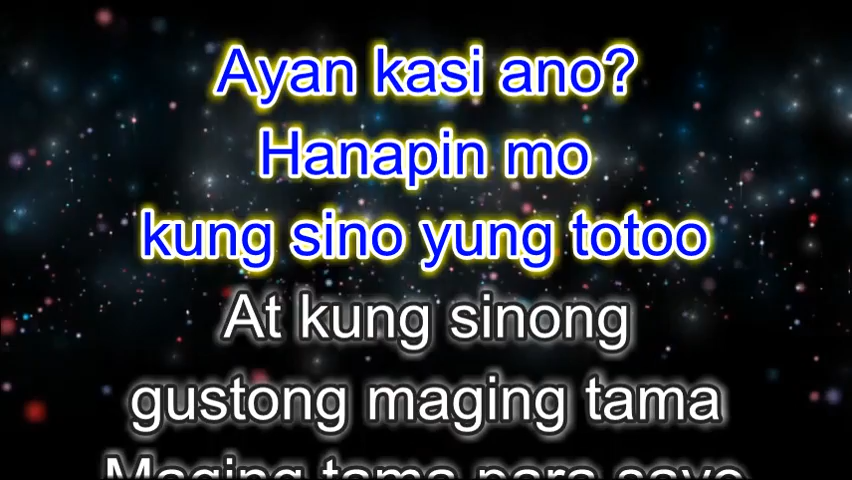 Ayan kasi ano?
Hanapin mo
kung sino yung totoo
At kung sinong
gustong maging tama
Maging tama para sayo